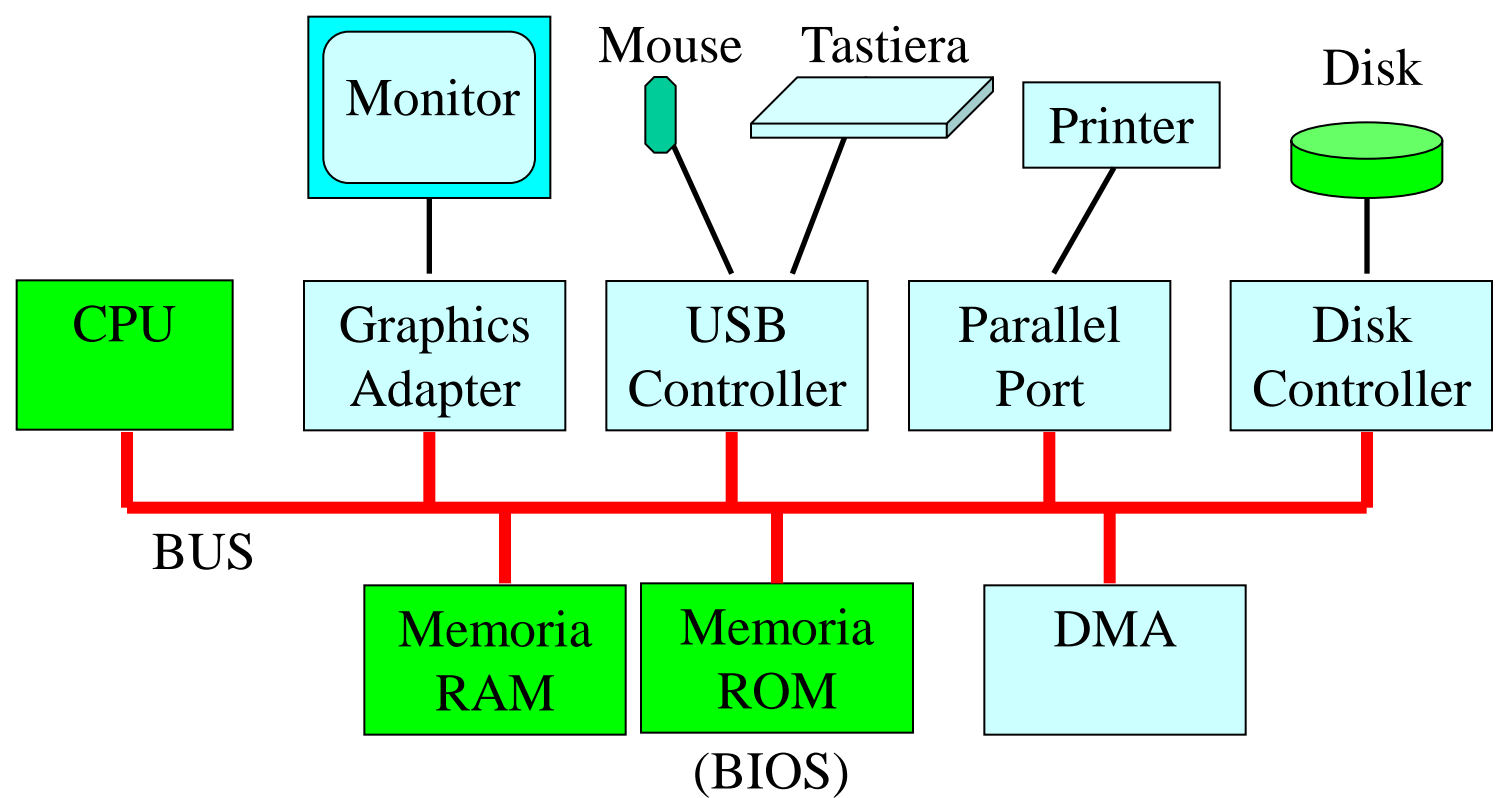 Mouse
Tastiera
Disk
Monitor
Printer
CPU
Graphics
Adapter
USB
Controller
Parallel
Port
Disk
Controller
BUS
Memoria
RAM
Memoria
ROM
DMA
(BIOS)